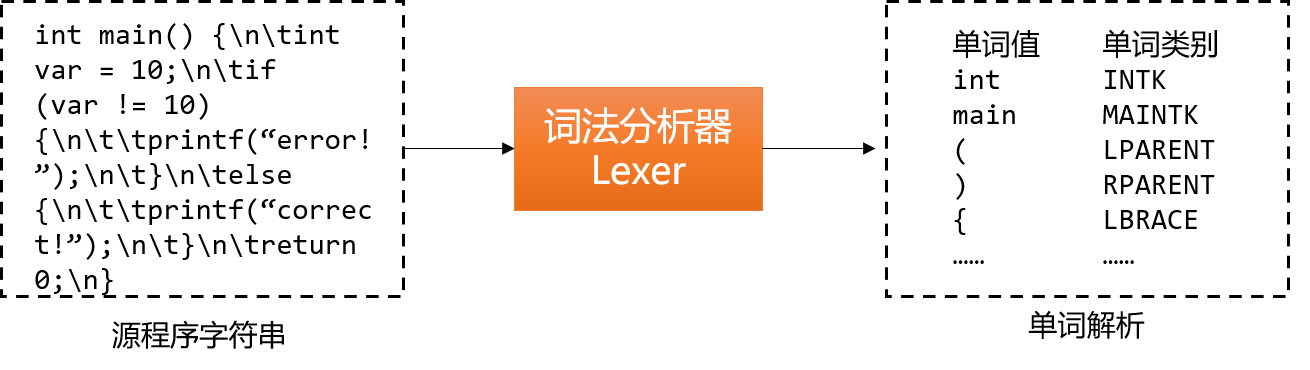 int main() {\n\tint
var = 10;\n\tif
(var != 10)
{\n\t\tprintf(“error!
”);\n\t}\n\telse
{\n\t\tprintf(“correc
t!”);\n\t}\n\treturn
0;\n}
源程序字符串
词法分析器
Lexer
单词值 单词类别
int INTK
main MAINTK
( LPARENT
) RPARENT
{ LBRACE
…… ……
单词解析